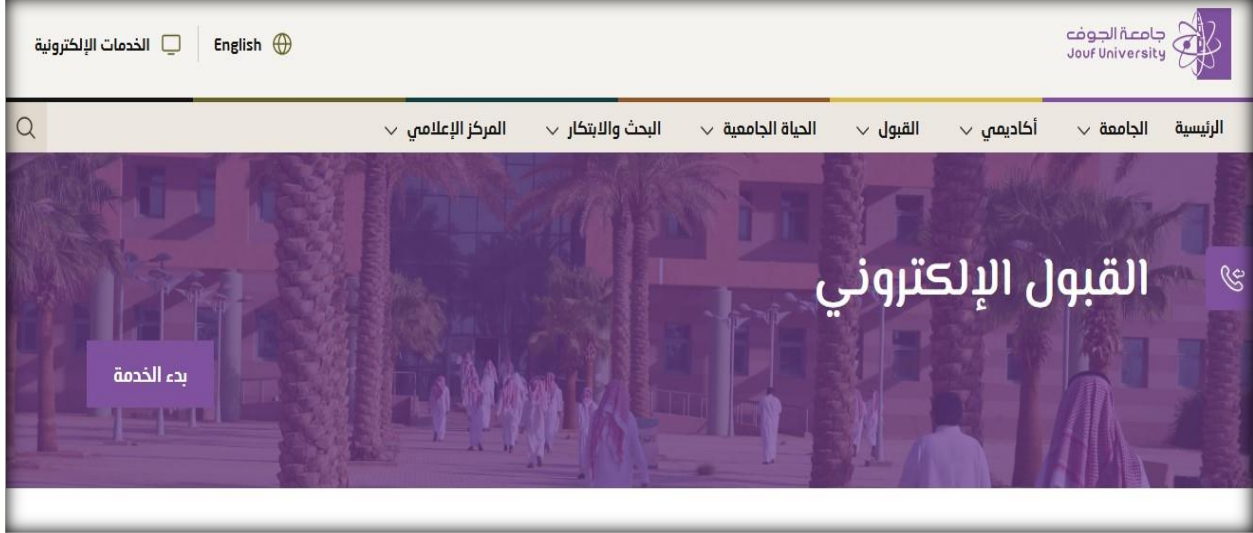 جامعة الجوف
Jouf University
English
الخدمات الإلكترونية
الرئيسية الجامعة أكاديمي القبول الحياة الجامعية البحث والابتكار المركز الإعلامي
القبول الإلكتروني
بدء الخدمة